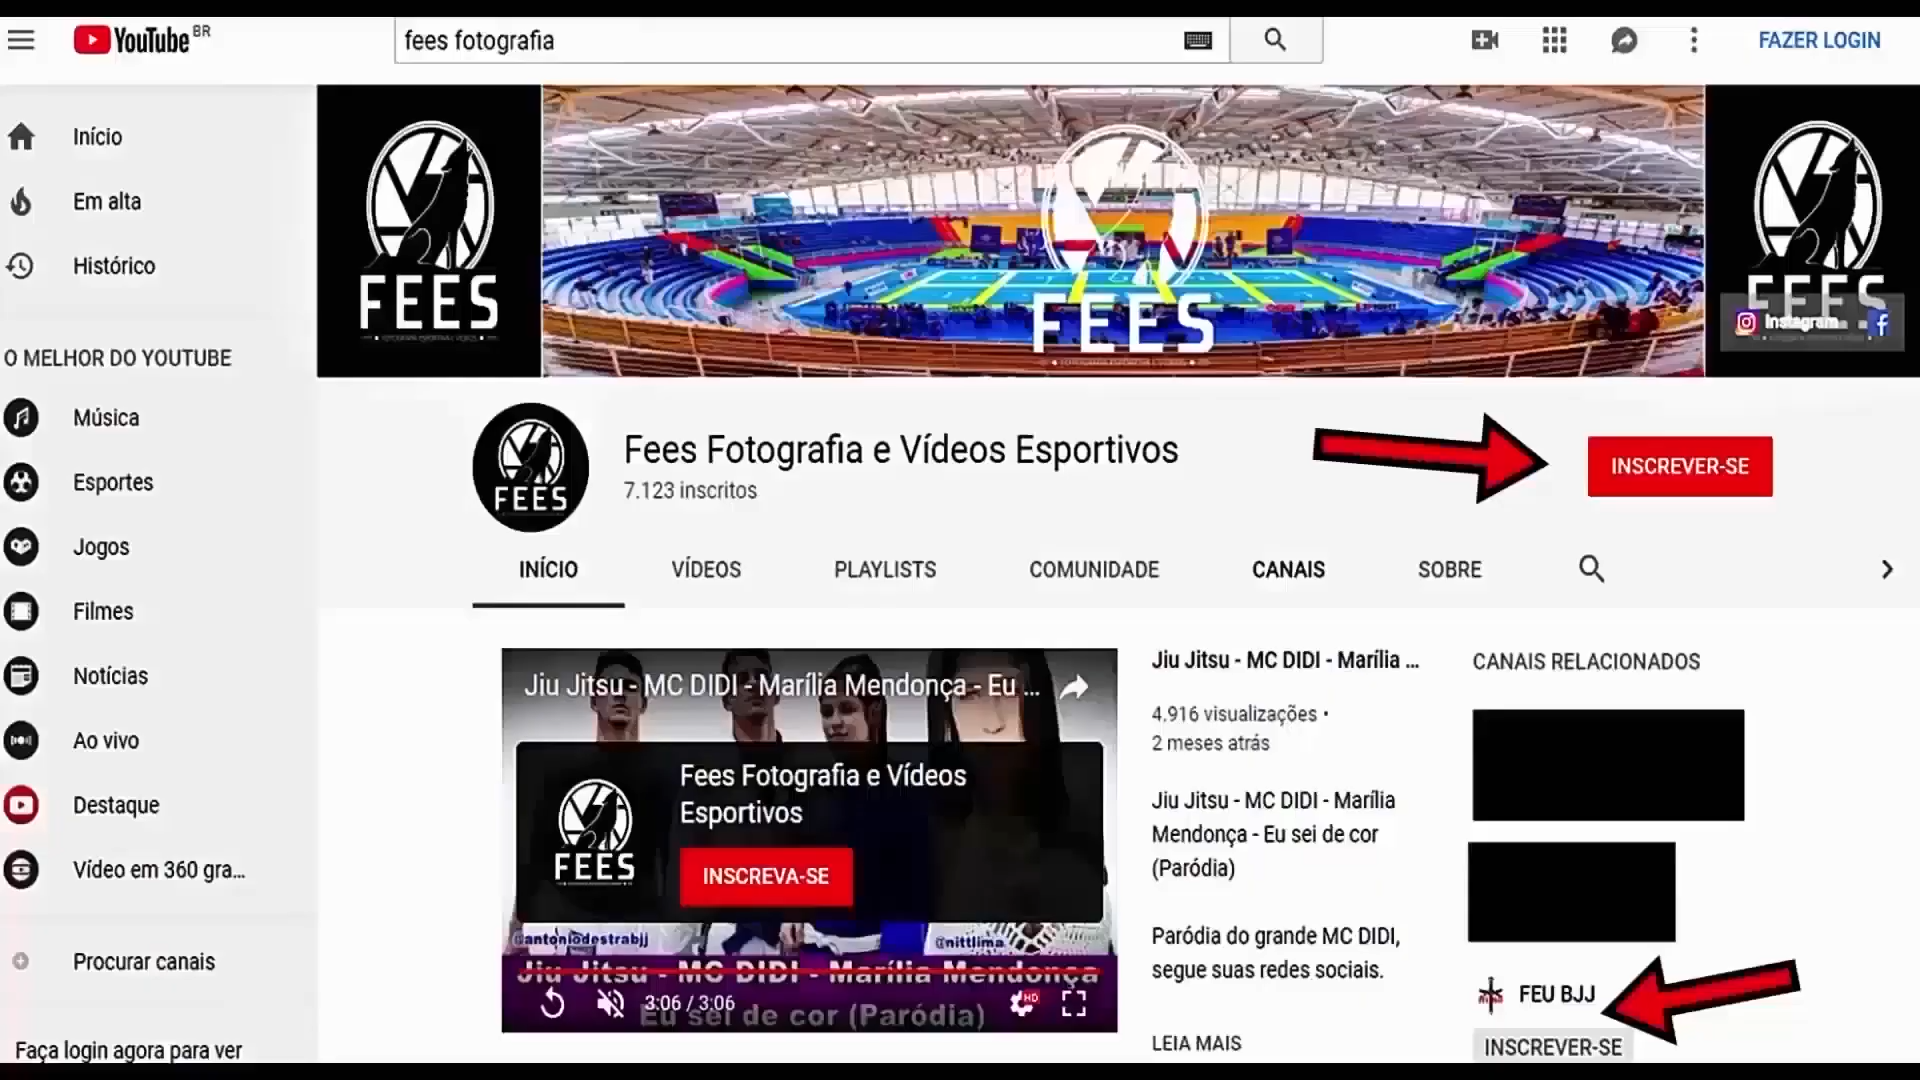 YouTube BR
fees fotografia
FAZER LOGIN
Início
Em alta
Histórico
O MELHOR DO YOUTUBE
Música
Esportes
Jogos
Filmes
Notícias
Ao vivo
Destaque
Vídeo em 360 gra...
Procurar canais
Faça login agora para ver
FEES
FEES
FEES
Instagram
Fees Fotografia e Vídeos Esportivos
7.123 inscritos
FEES
INSCREVER-SE
INÍCIO
VÍDEOS
PLAYLISTS
COMUNIDADE
CANAIS
SOBRE
Jiu Jitsu - MC DIDI - Marília Mendonça - Eu ...
Fees Fotografia e Vídeos
Esportivos
FEES
INSCREVA-SE
@antoniodestrabjj
@nittlima
Jiu Jitsu - MC DIDI - Marília Mendonça
3:06 / 3:06
HD
Eu sei de cor (Paródia)
Jiu Jitsu - MC DIDI - Marília ...
4.916 visualizações •
2 meses atrás
Jiu Jitsu - MC DIDI - Marília
Mendonça - Eu sei de cor
(Paródia)
Paródia do grande MC DIDI,
segue suas redes sociais.
LEIA MAIS
CANAIS RELACIONADOS
FEU BJJ
INSCREVER-SE